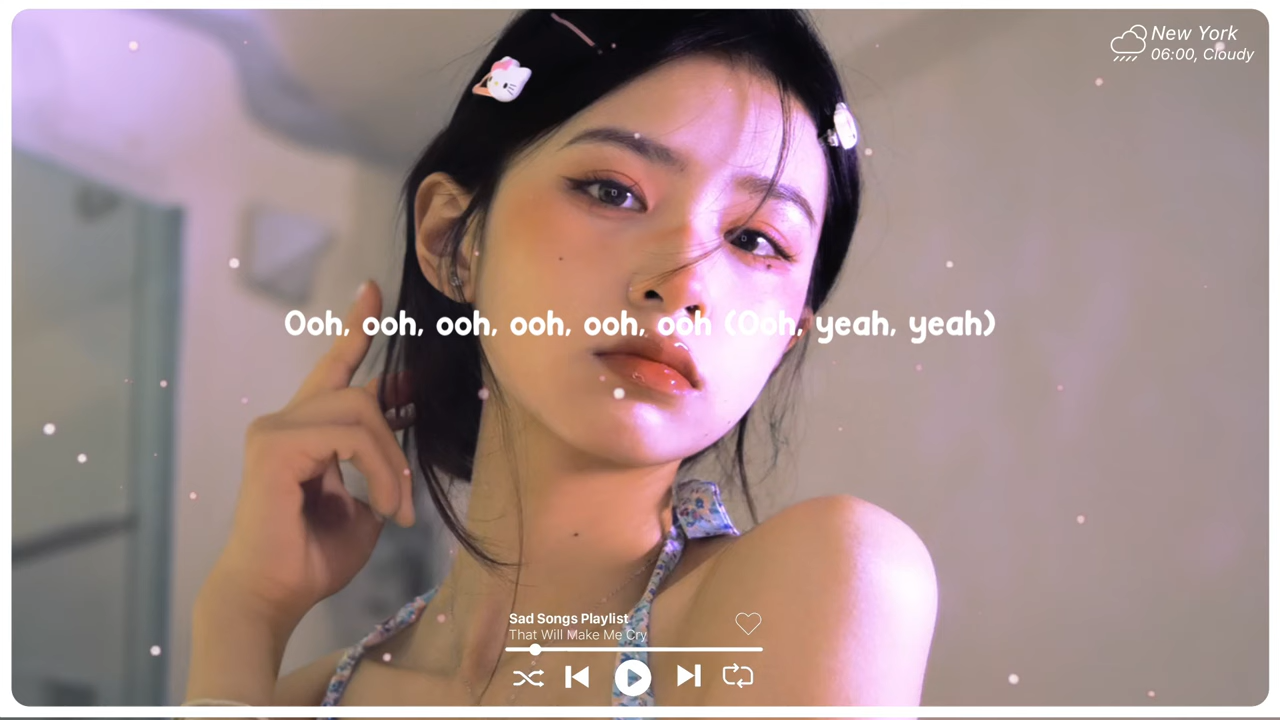 New York
06:00, Cloudy
Ooh, ooh, ooh, ooh, ooh, ooh (Ooh, yeah, yeah)
Sad Songs Playlist
That Will Make Me Cry